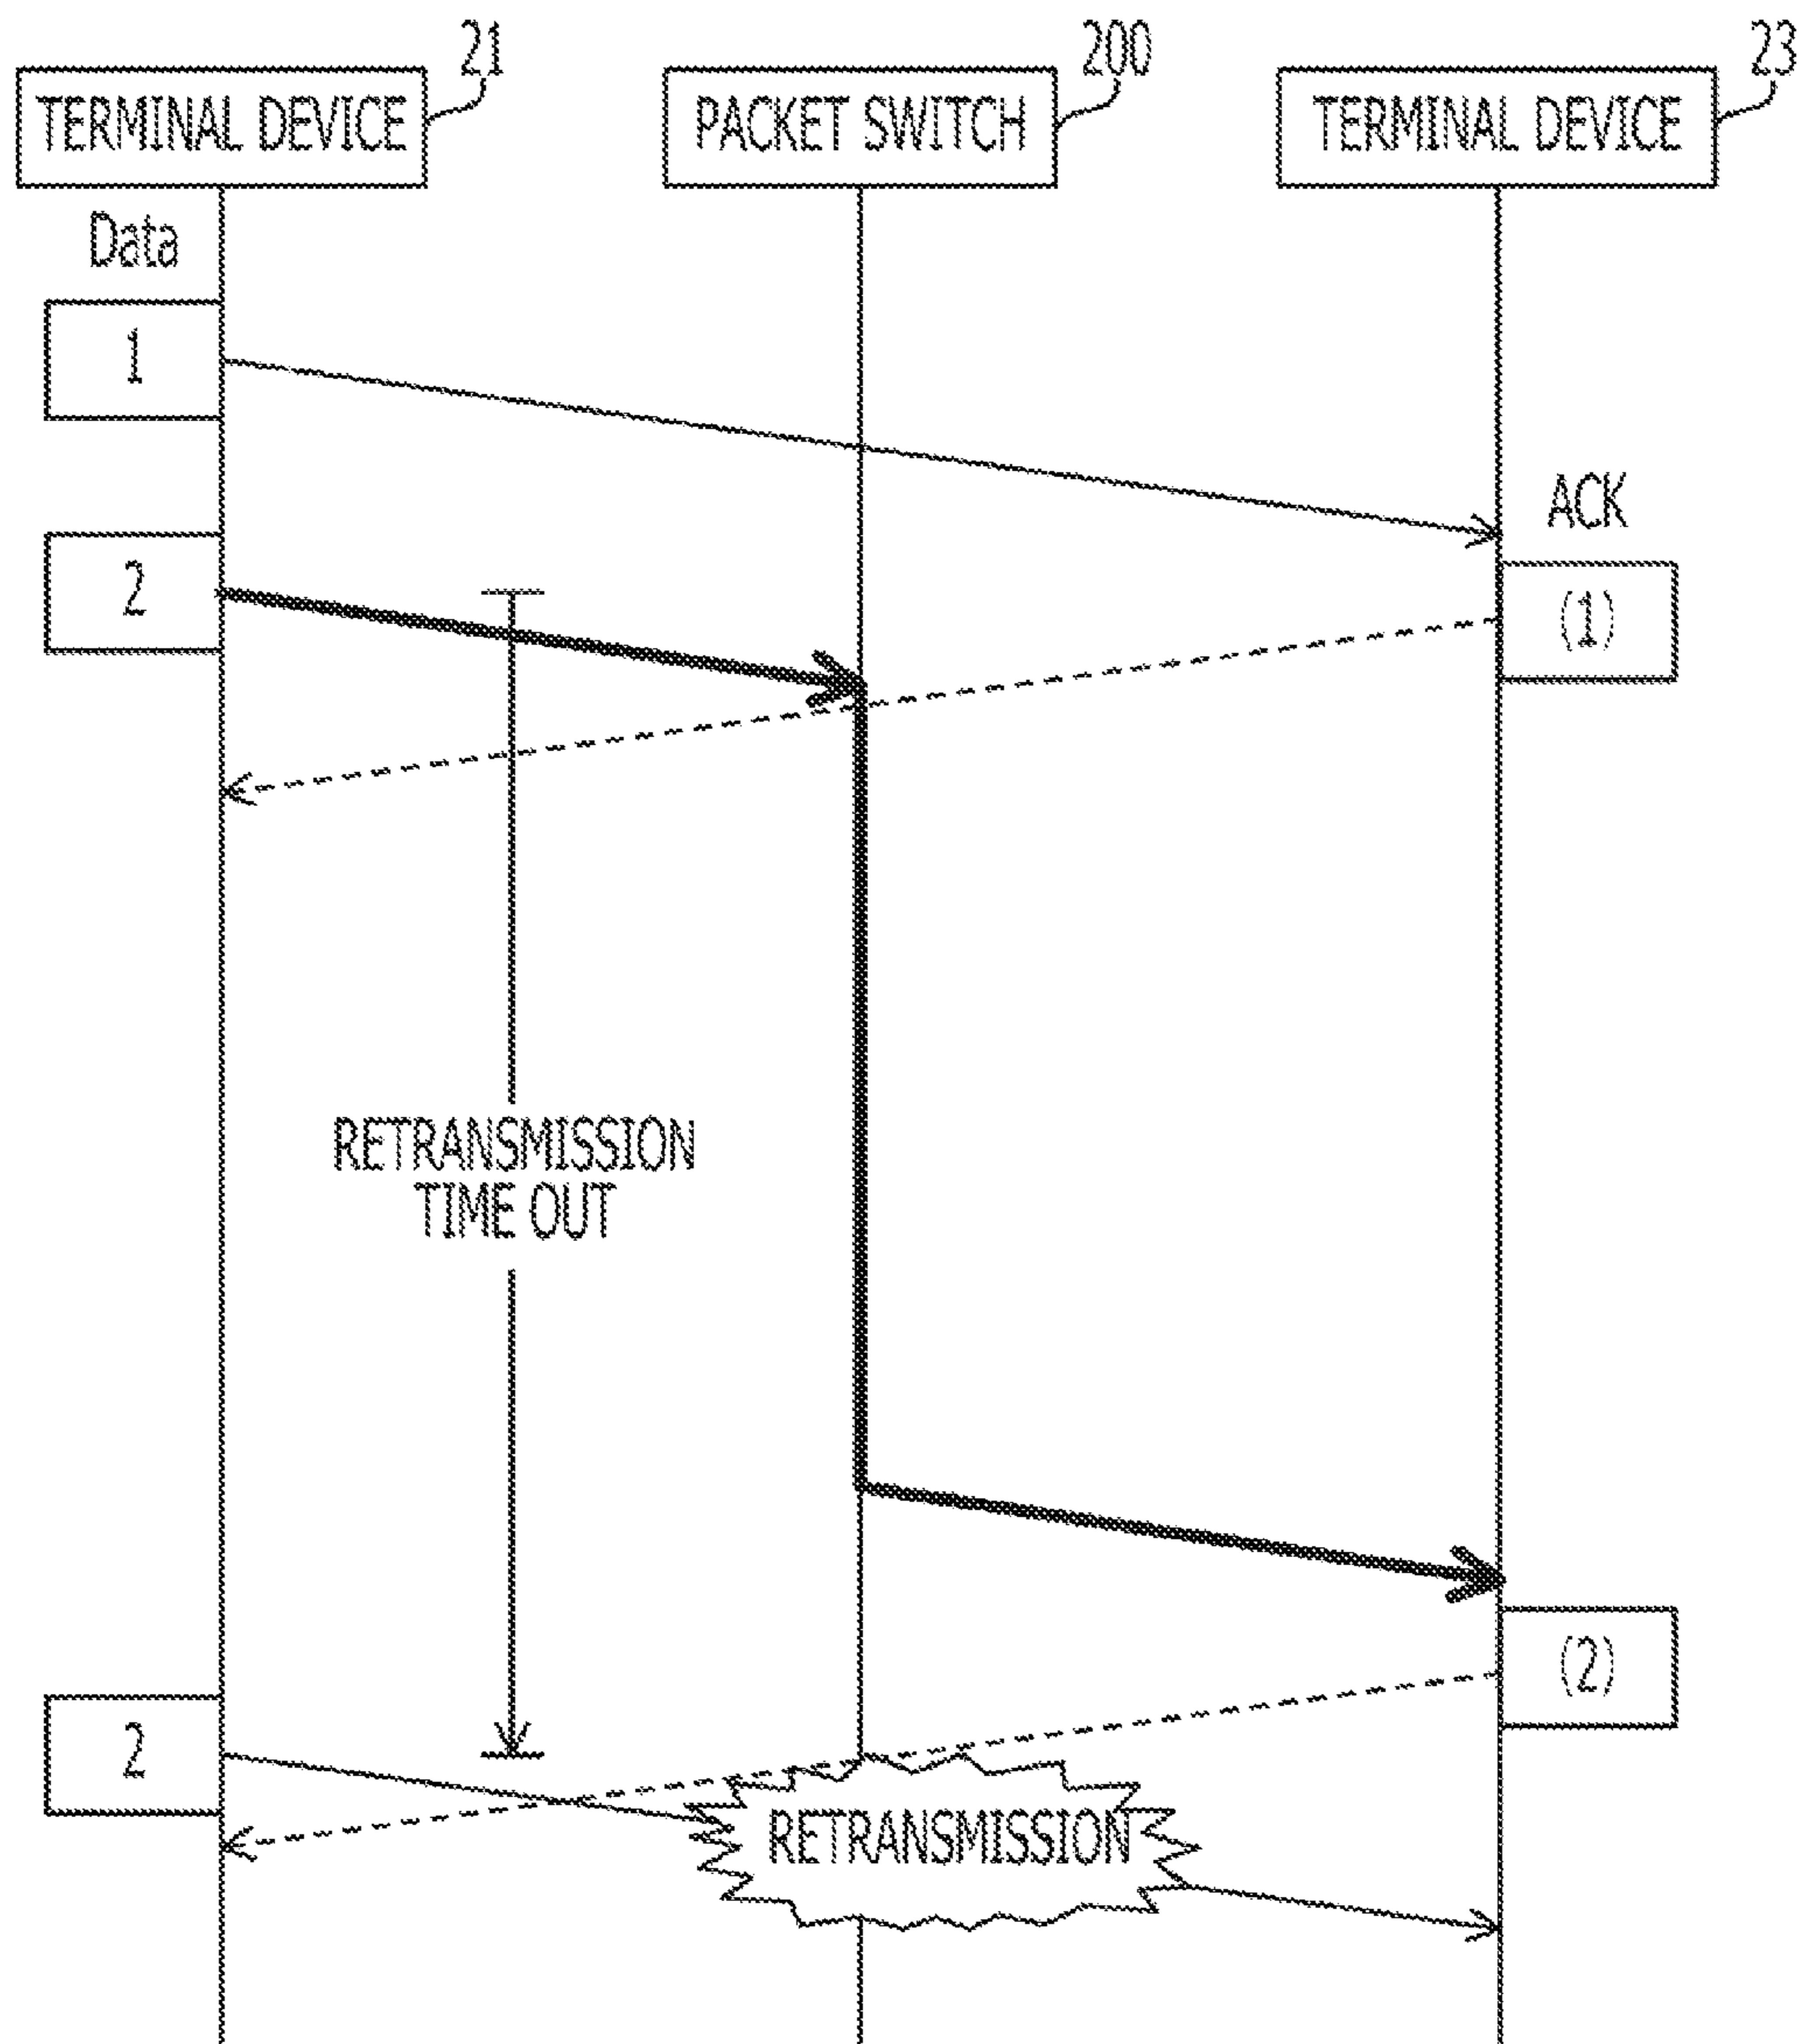 21
200
23
TERMINAL DEVICE
PACKET SWITCH
TERMINAL DEVICE
Data
1
ACK
2
(1)
RETRANSMISSION
TIME OUT
(2)
2
RETRANSMISSION